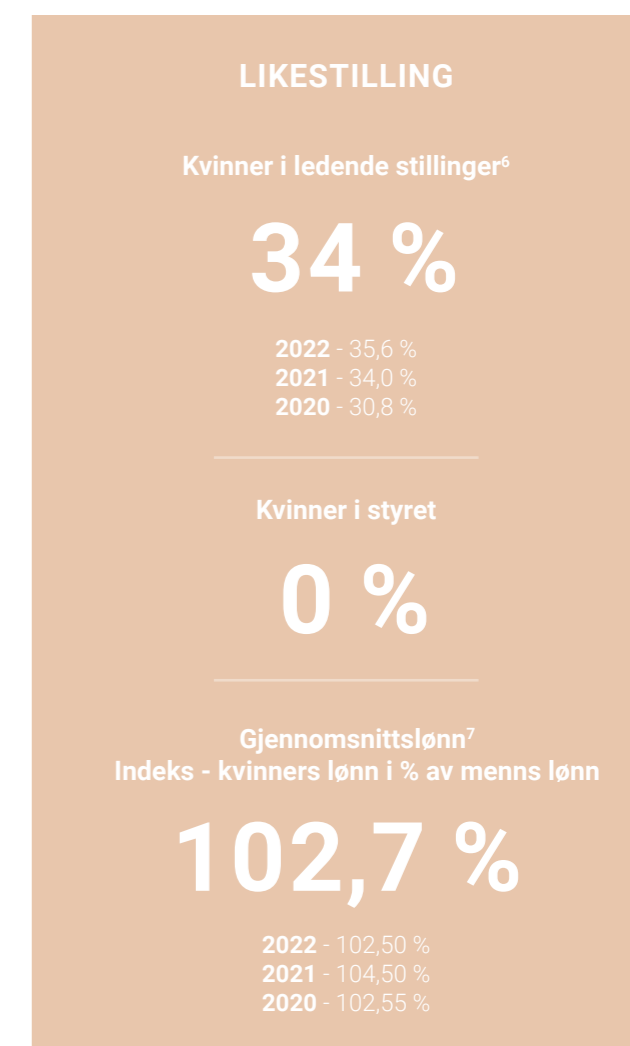 LIKESTILLING
Kvinner i ledende stillinger⁶
34 %
2022 - 35,6 %
2021 - 34,0 %
2020 - 30,8 %
Kvinner i styret
0 %
Gjennomsnittslønn⁷
Indeks - kvinners lønn i % av menns lønn
102,7 %
2022 - 102,50 %
2021 - 104,50 %
2020 - 102,55 %